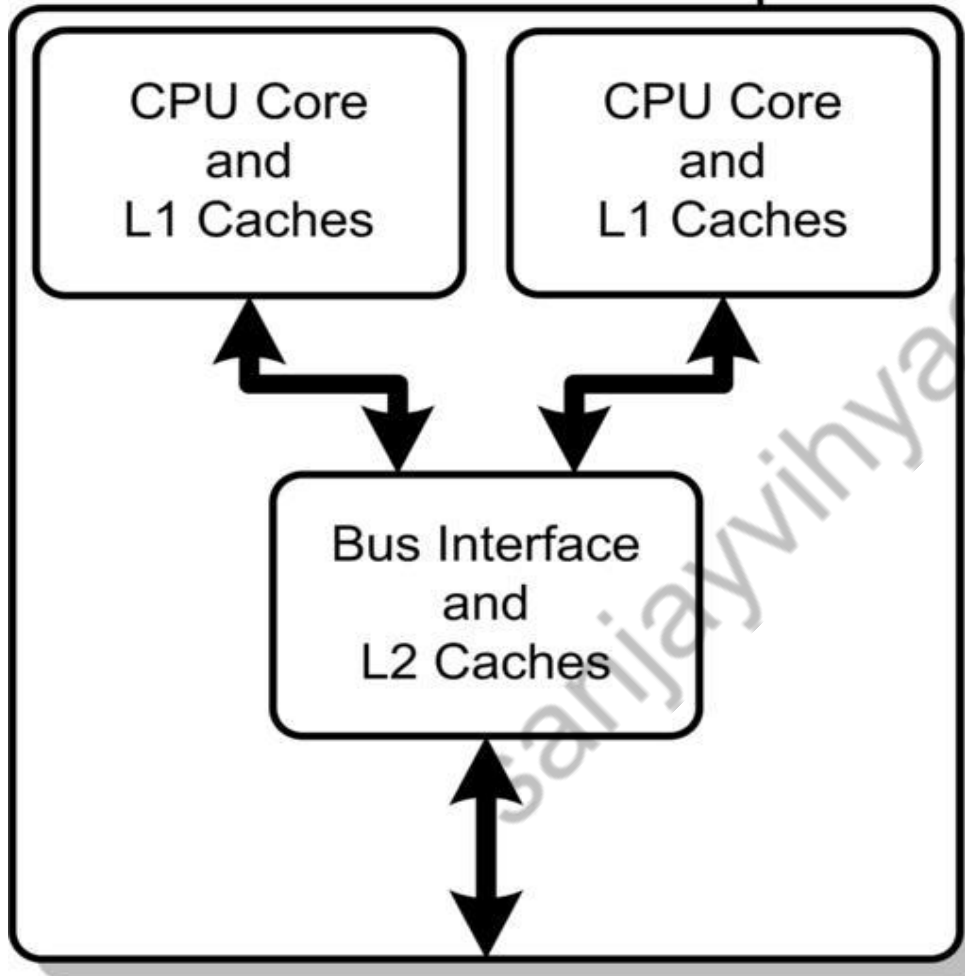 CPU Core
and
L1 Caches
CPU Core
and
L1 Caches
Bus Interface
and
L2 Caches